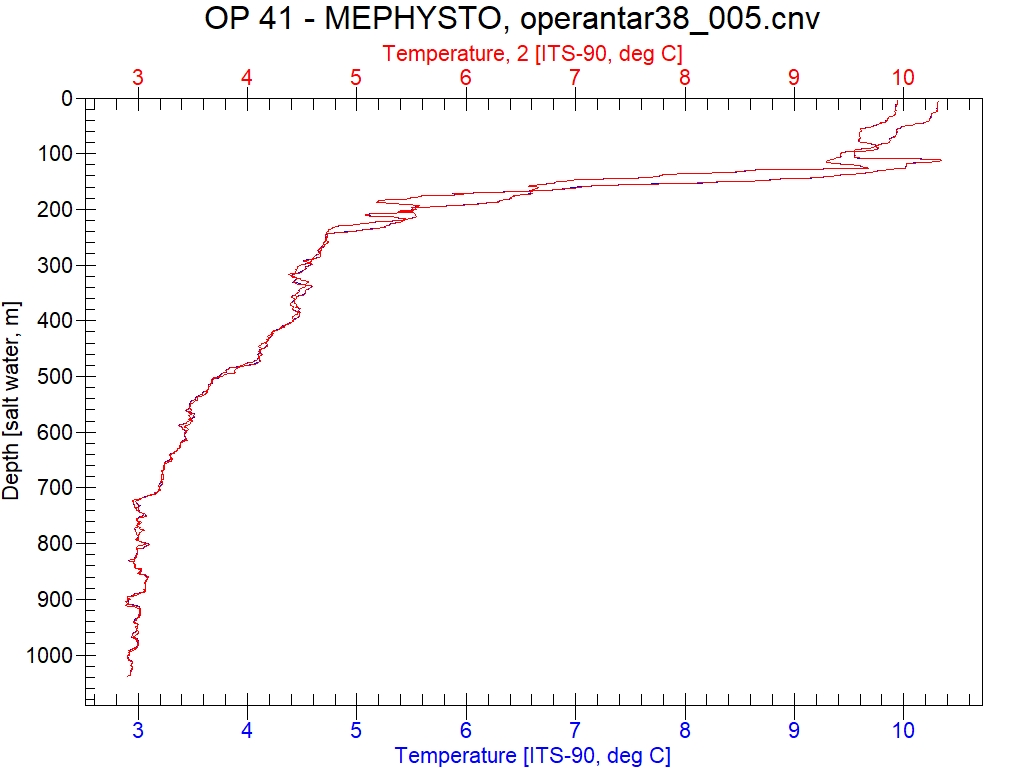 OP 41 - MEPHYSTO, operantar38_005.cnv
Temperature, 2 [ITS-90, deg C]
3 4 5 6 7 8 9 10
0
100
200
300
400
500
600
700
800
900
1000
Depth [salt water, m]
3 4 5 6 7 8 9 10
Temperature [ITS-90, deg C]